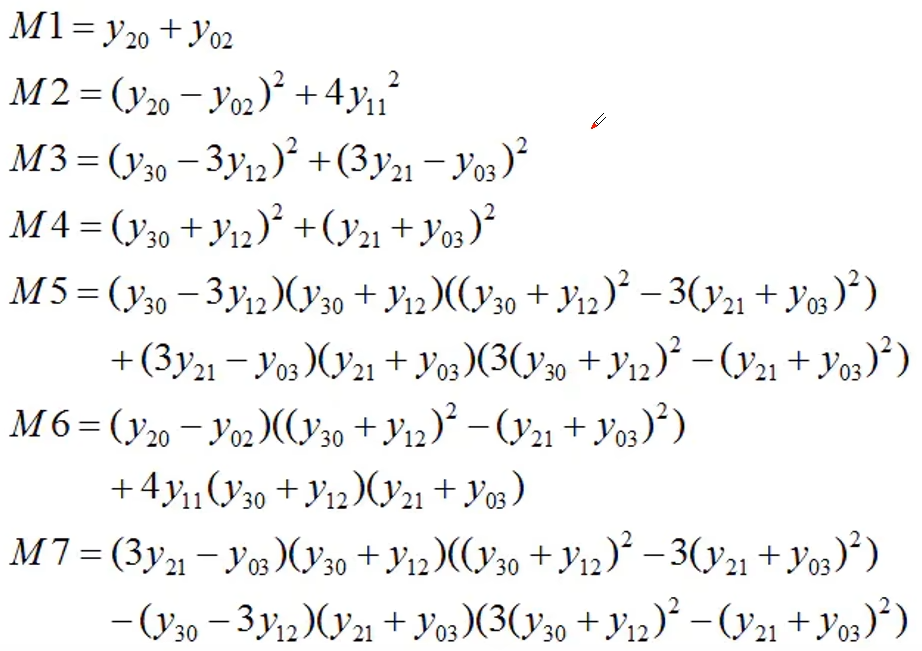 M1 = y₂₀ + y₀₂
M2 = (y₂₀ − y₀₂)² + 4y₁₁²
M3 = (y₃₀ − 3y₁₂)² + (3y₂₁ − y₀₃)²
M4 = (y₃₀ + y₁₂)² + (y₂₁ + y₀₃)²
M5 = (y₃₀ − 3y₁₂)(y₃₀ + y₁₂)((y₃₀ + y₁₂)² − 3(y₂₁ + y₀₃)²)
+ (3y₂₁ − y₀₃)(y₂₁ + y₀₃)(3(y₃₀ + y₁₂)² − (y₂₁ + y₀₃)²)
M6 = (y₂₀ − y₀₂)((y₃₀ + y₁₂)² − (y₂₁ + y₀₃)²)
+ 4y₁₁(y₃₀ + y₁₂)(y₂₁ + y₀₃)
M7 = (3y₂₁ − y₀₃)(y₃₀ + y₁₂)((y₃₀ + y₁₂)² − 3(y₂₁ + y₀₃)²)
− (y₃₀ − 3y₁₂)(y₂₁ + y₀₃)(3(y₃₀ + y₁₂)² − (y₂₁ + y₀₃)²)